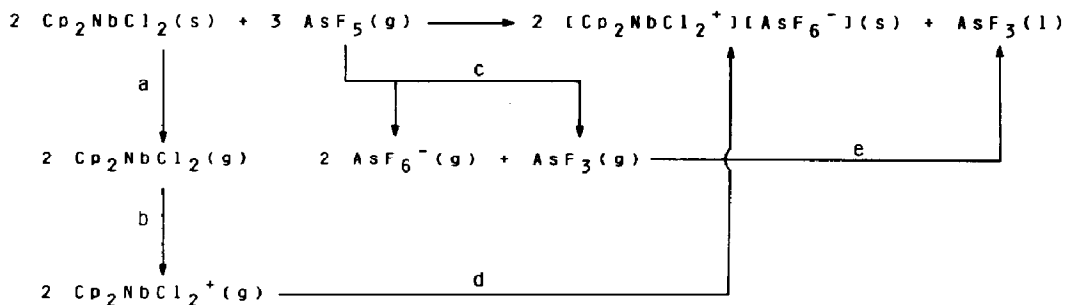 2 Cp₂NbCl₂(s) + 3 AsF₅(g) ⟶ 2 [Cp₂NbCl₂⁺][AsF₆⁻](s) + AsF₃(l)
a
c
2 Cp₂NbCl₂(g)
2 AsF₆⁻(g) + AsF₃(g)
e
b
d
2 Cp₂NbCl₂⁺(g)